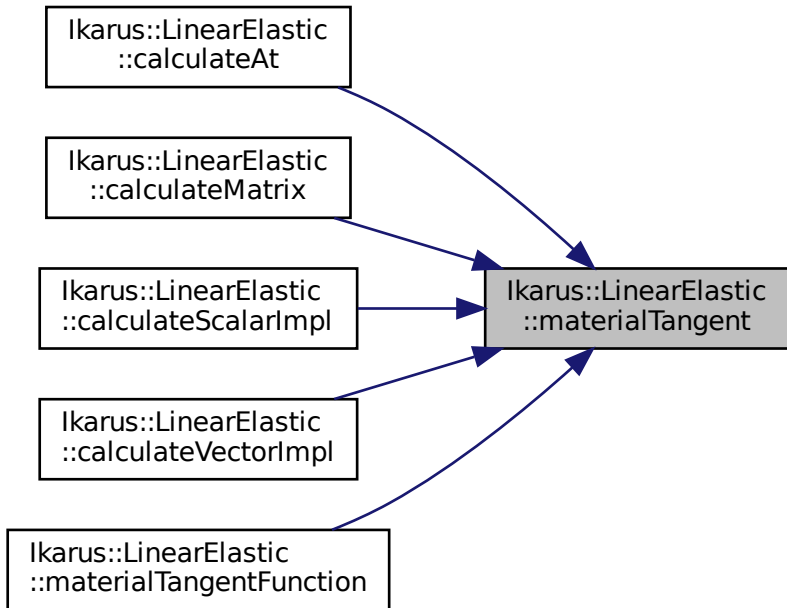 Ikarus::LinearElastic
::calculateAt
Ikarus::LinearElastic
::calculateMatrix
Ikarus::LinearElastic
::calculateScalarImpl
Ikarus::LinearElastic
::materialTangent
Ikarus::LinearElastic
::calculateVectorImpl
Ikarus::LinearElastic
::materialTangentFunction